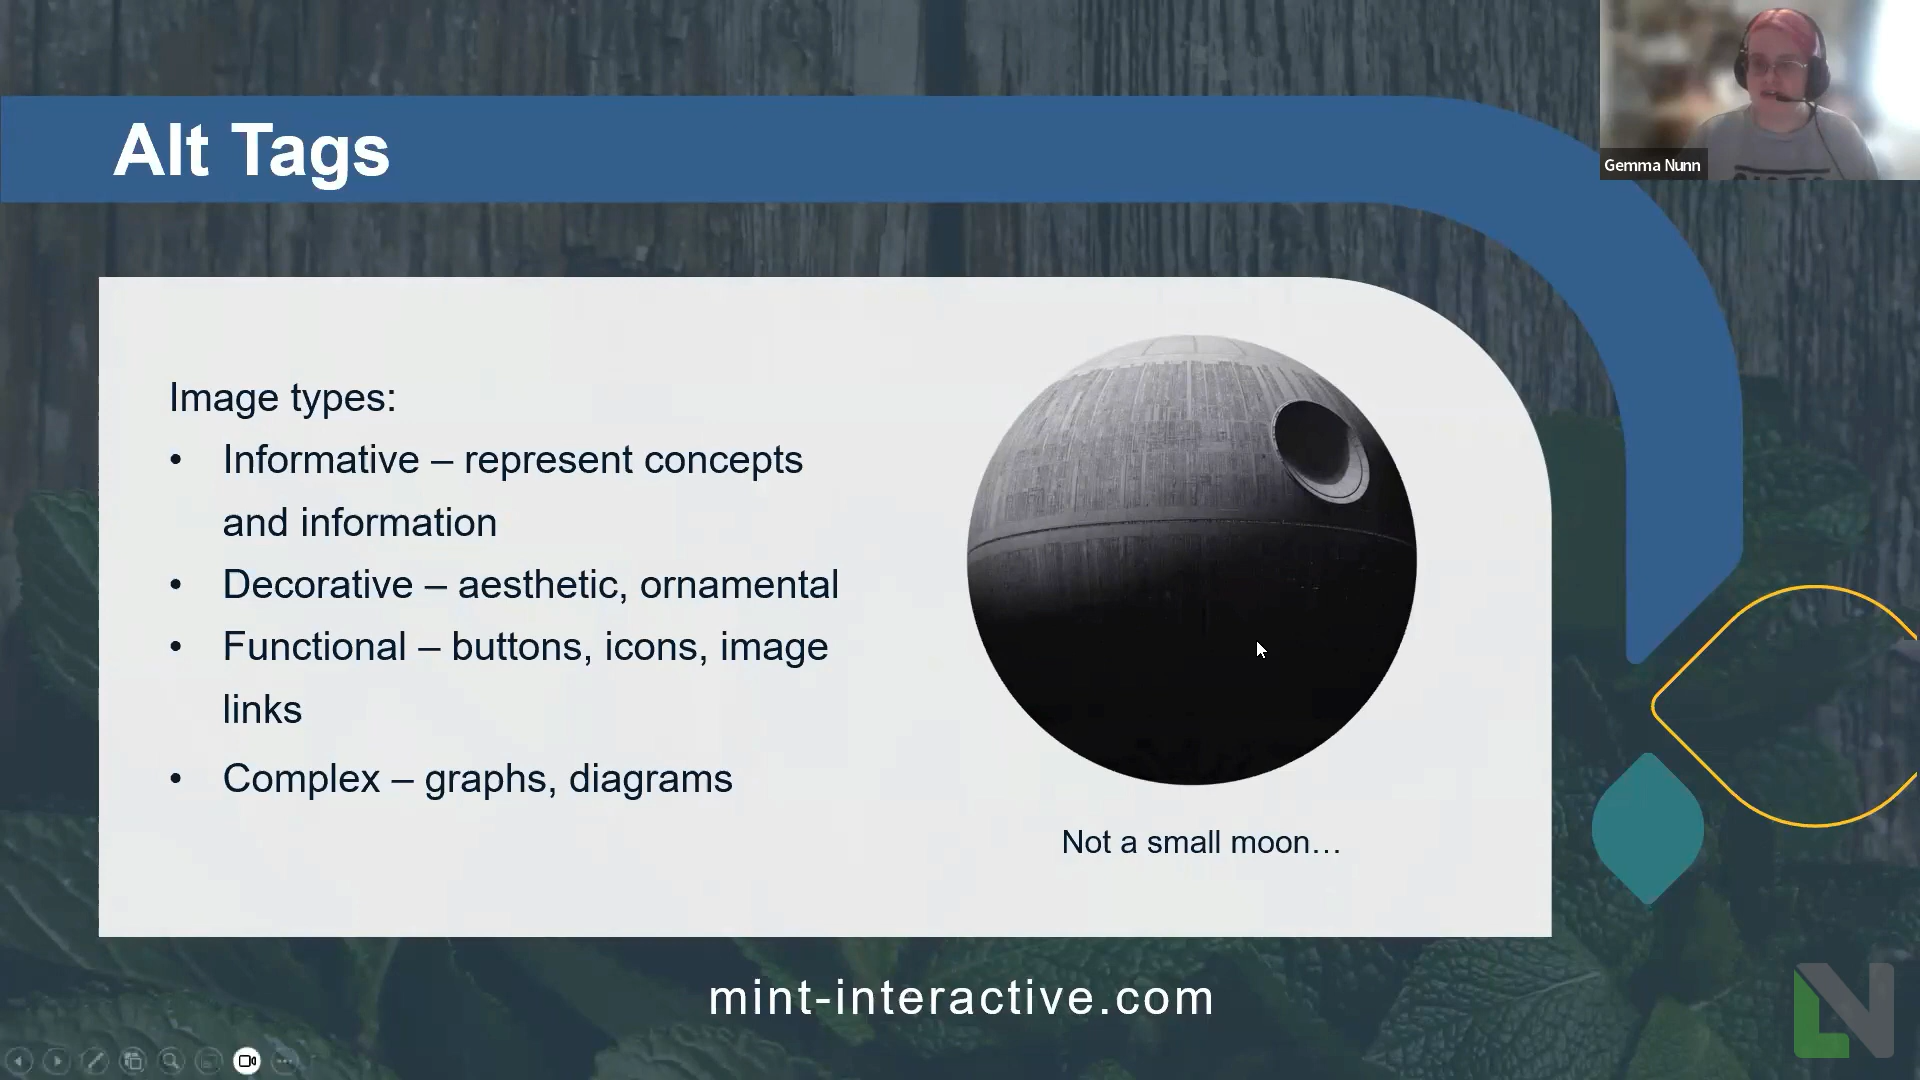 Alt Tags
Gemma Nunn
Image types:
• Informative – represent concepts
and information
• Decorative – aesthetic, ornamental
• Functional – buttons, icons, image
links
• Complex – graphs, diagrams
Not a small moon…
mint-interactive.com
LN